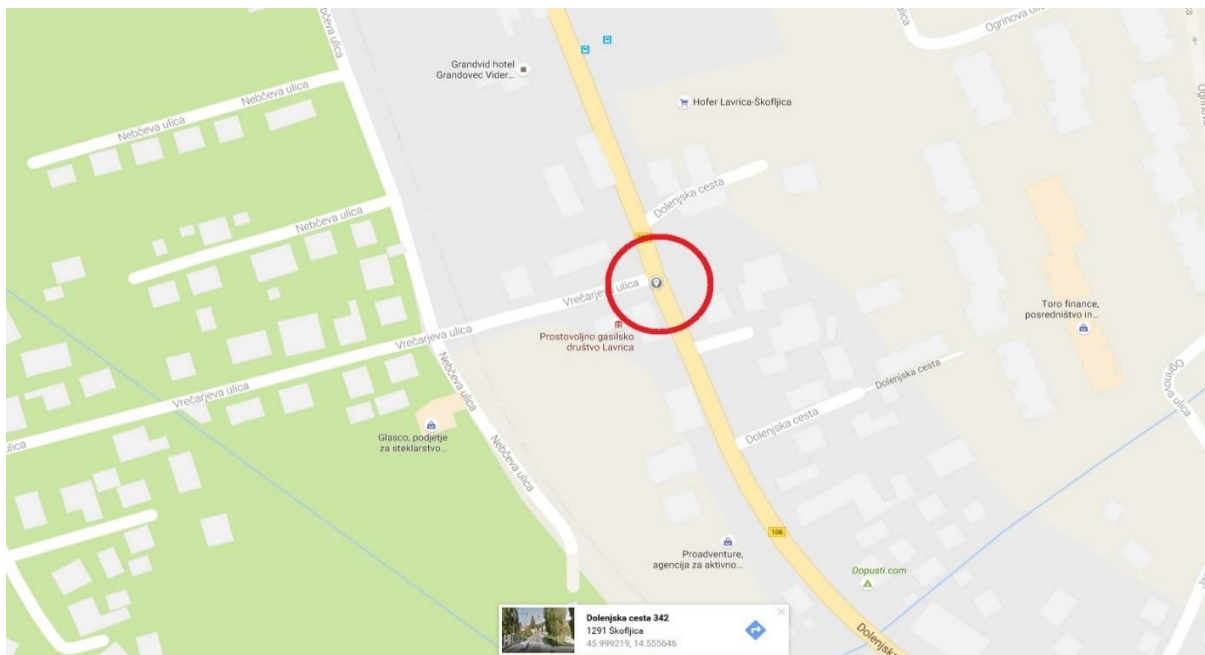 bčeva ulica
Grandvid hotel
Grandovec Vider...
Hofer Lavrica-Škofljica
Ogrinova uli
Nebčeva ulica
Nebčeva ulica
Nebčeva ulica
Dolenjska cesta
Vrečarjeva ulica
Prostovoljno gasilsko
društvo Lavrica
Toro finance,
posredništvo in...
Vrečarjeva ulica
Vrečarjeva ulica
Nebčeva ulica
Dolenjska cesta
Ogrinova ulica
Dolenjska cesta
Glasco, podjetje
za steklarstvo...
Nebčeva ulica
106
Proadventure,
agencija za aktivno...
Dopusti com
Dolenjska cesta 342
1291 Škofljica
45.999219, 14.555646
Dolenjska